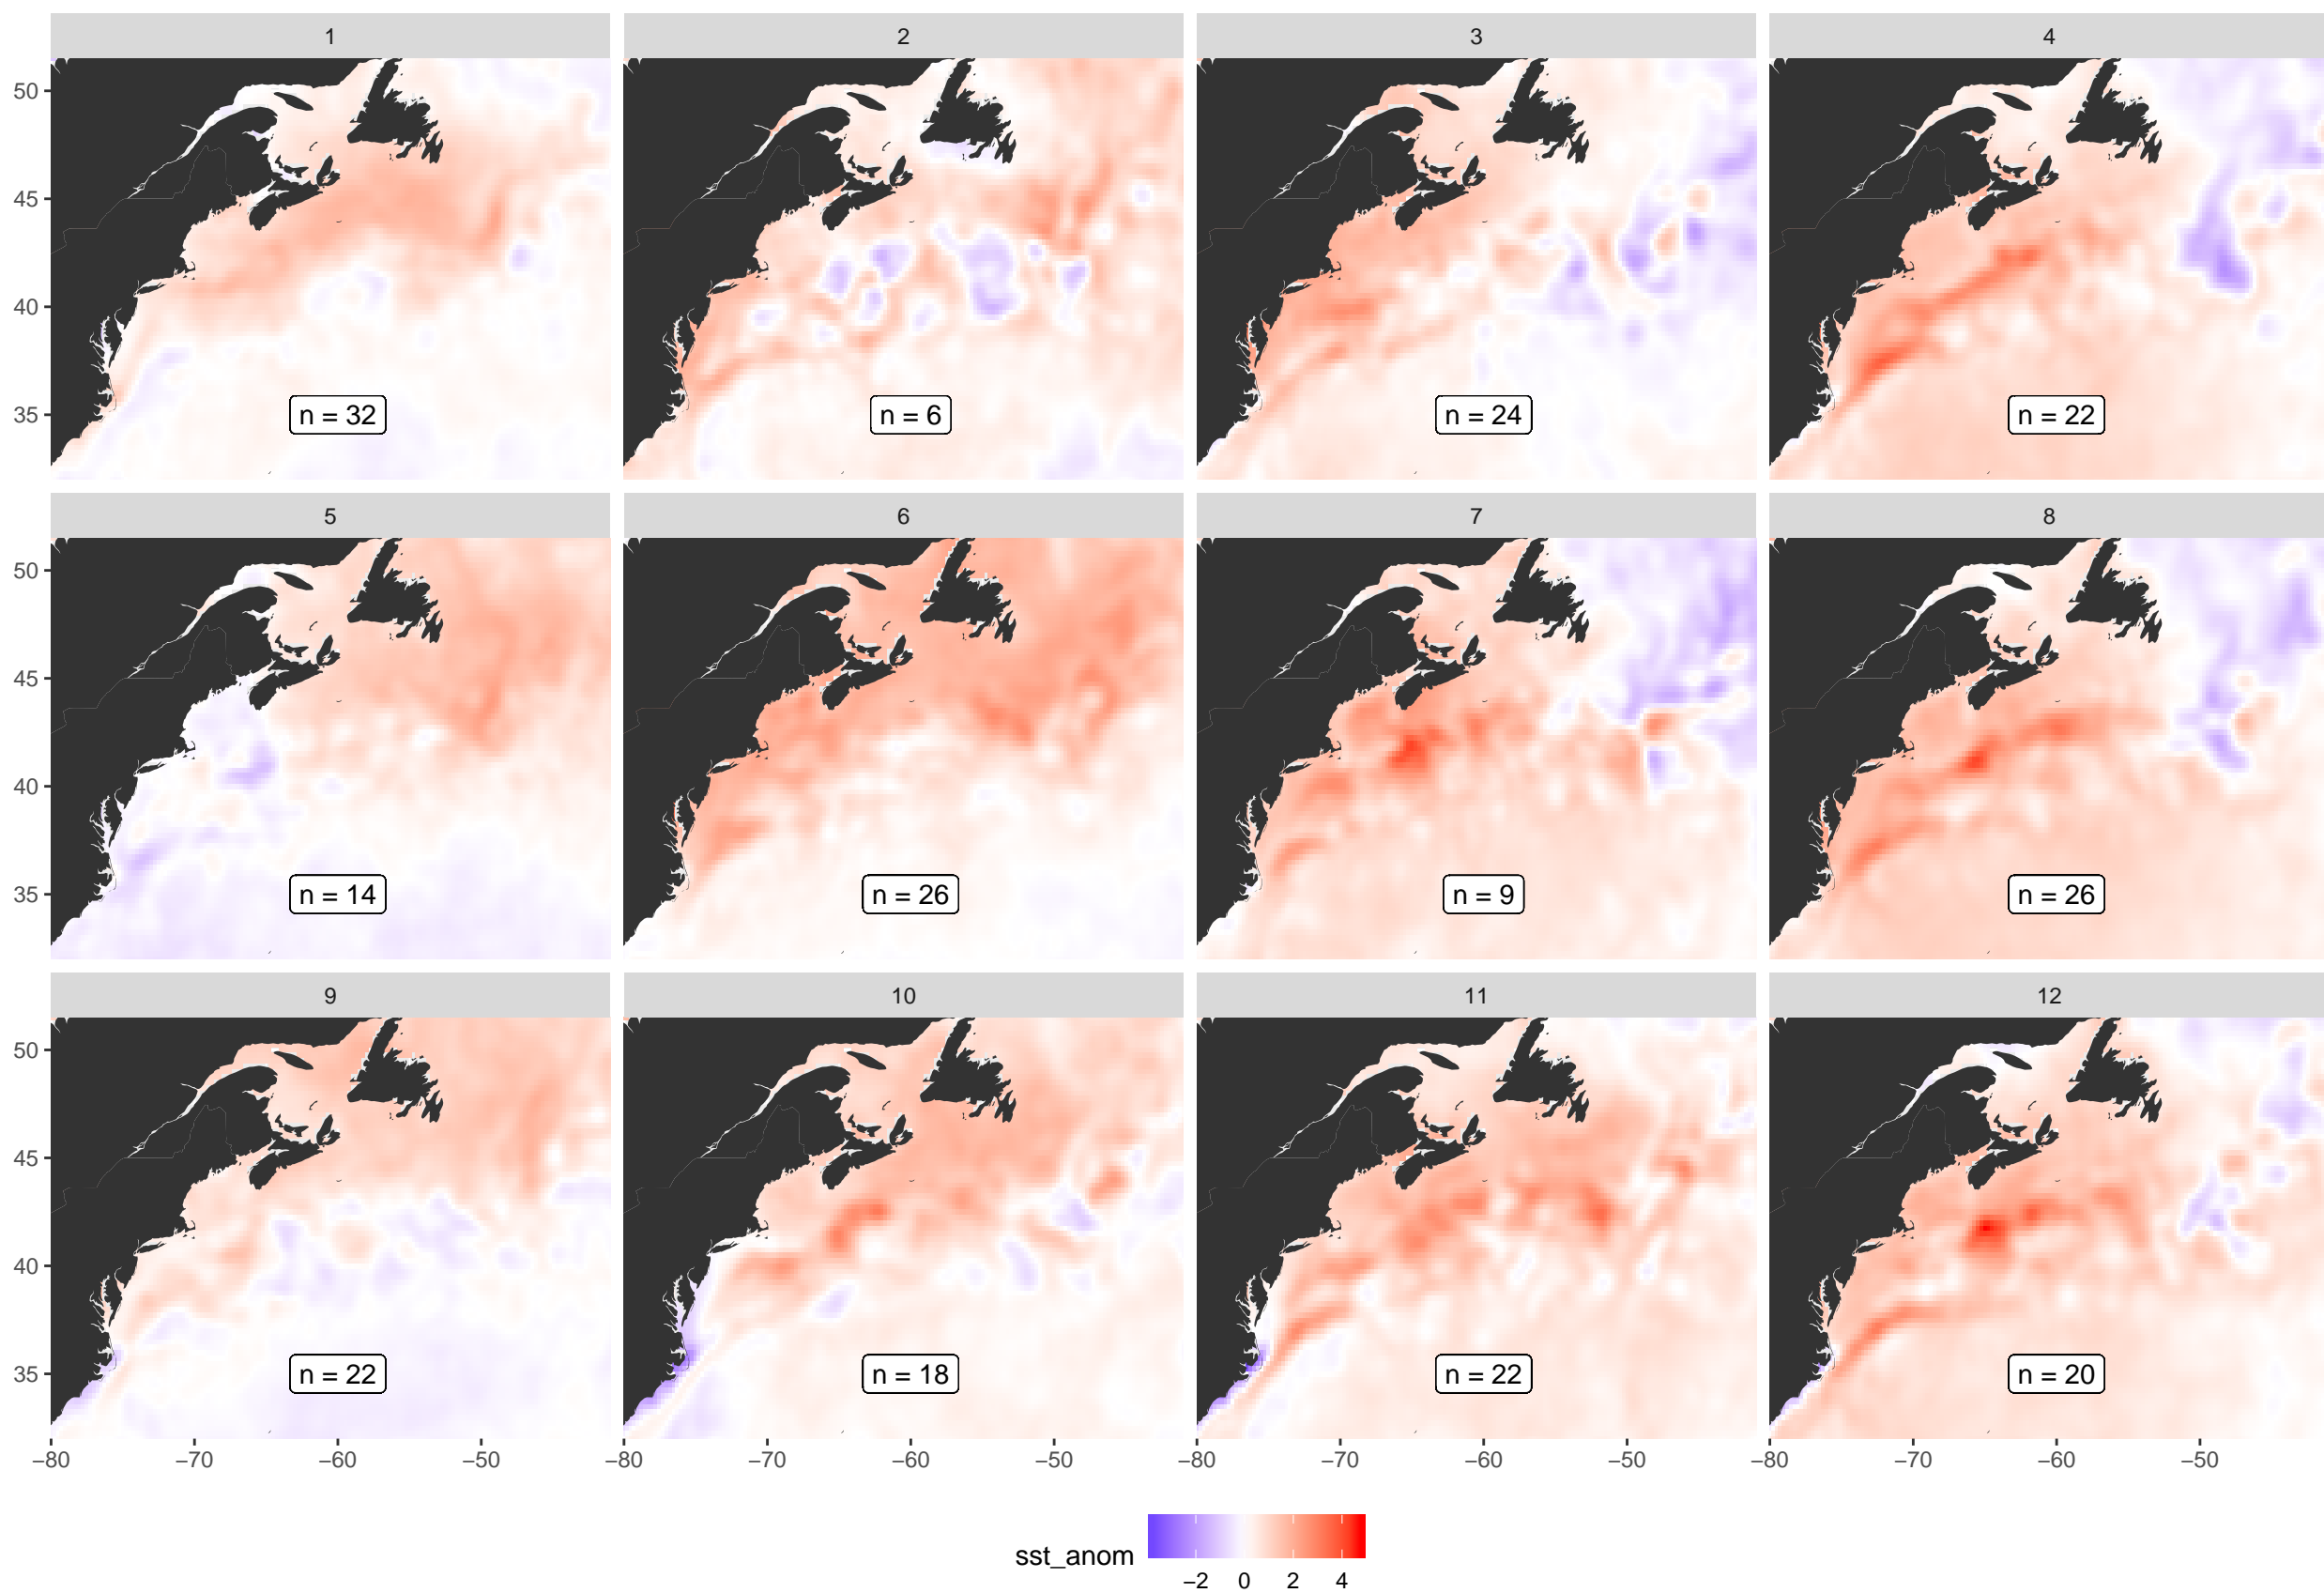 1 2 3 4
50
45
40
35
n = 32 n = 6 n = 24 n = 22
5 6 7 8
50
45
40
35
n = 14 n = 26 n = 9 n = 26
9 10 11 12
50
45
40
35
n = 22 n = 18 n = 22 n = 20
−80 −70 −60 −50 −80 −70 −60 −50 −80 −70 −60 −50 −80 −70 −60 −50
sst_anom
−2 0 2 4